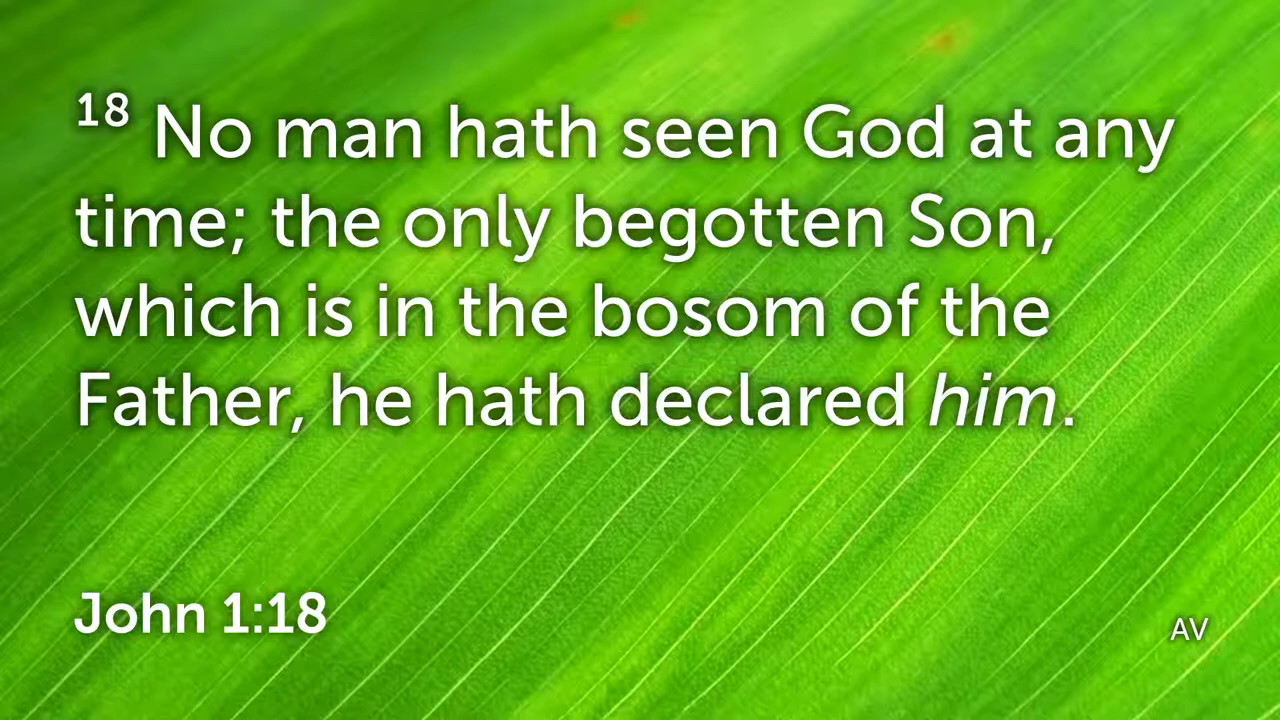 18 No man hath seen God at any
time; the only begotten Son,
which is in the bosom of the
Father, he hath declared him.
John 1:18
AV